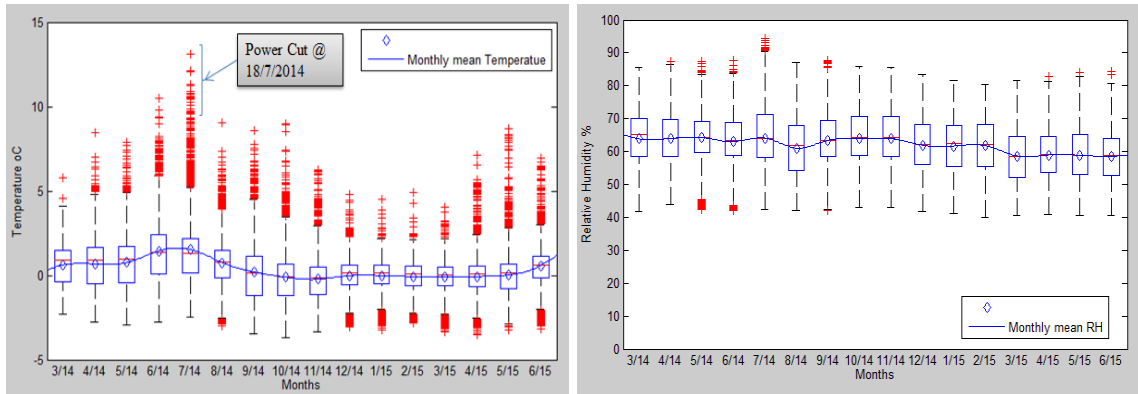 15
10
5
0
-5
Temperature oC
Power Cut @
18/7/2014
Monthly mean Temperatue
3/14 4/14 5/14 6/14 7/14 8/14 9/14 10/14 11/14 12/14 1/15 2/15 3/15 4/15 5/15 6/15
Months
100
90
80
70
60
50
40
30
20
10
0
Relative Humidity %
Monthly mean RH
3/14 4/14 5/14 6/14 7/14 8/14 9/14 10/14 11/14 12/14 1/15 2/15 3/15 4/15 5/15 6/15
Months